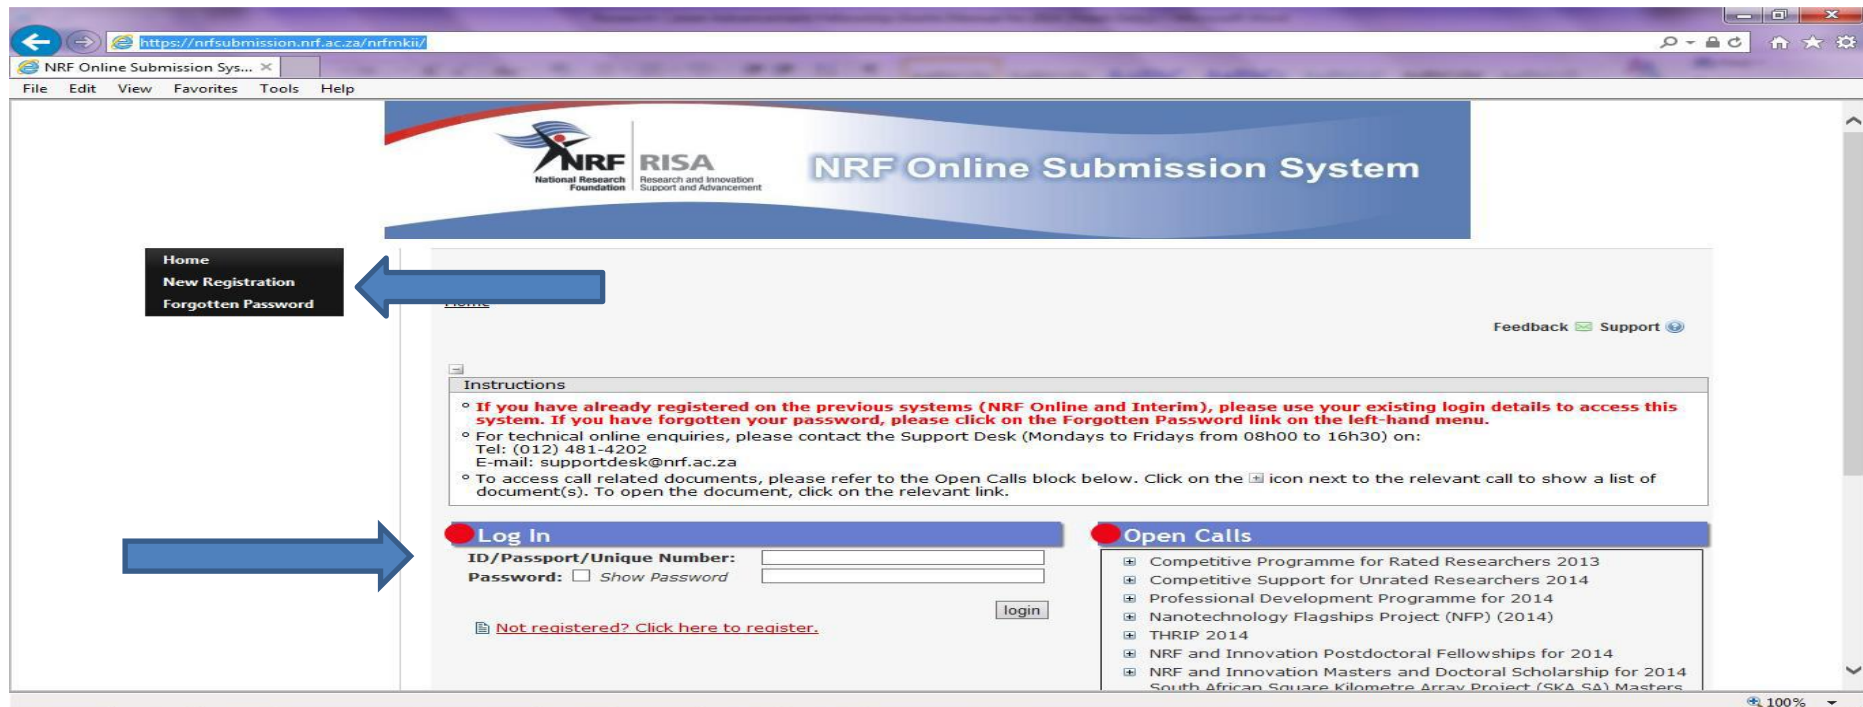 https://nrfsubmission.nrf.ac.za/nrfmkii/
NRF Online Submission Sys...
File Edit View Favorites Tools Help
NRF RISA
National Research Foundation
Research and Innovation
Support and Advancement
NRF Online Submission System
Home
New Registration
Forgotten Password
Home
Feedback Support
Instructions
° If you have already registered on the previous systems (NRF Online and Interim), please use your existing login details to access this
system. If you have forgotten your password, please click on the Forgotten Password link on the left-hand menu.
° For technical online enquiries, please contact the Support Desk (Mondays to Fridays from 08h00 to 16h30) on:
Tel: (012) 481-4202
E-mail: supportdesk@nrf.ac.za
° To access call related documents, please refer to the Open Calls block below. Click on the icon next to the relevant call to show a list of
document(s). To open the document, click on the relevant link.
Log In
ID/Passport/Unique Number:
Password: Show Password
login
Not registered? Click here to register.
Open Calls
Competitive Programme for Rated Researchers 2013
Competitive Support for Unrated Researchers 2014
Professional Development Programme for 2014
Nanotechnology Flagships Project (NFP) (2014)
THRIP 2014
NRF and Innovation Postdoctoral Fellowships for 2014
NRF and Innovation Masters and Doctoral Scholarship for 2014
South African Square Kilometre Array Project (SKA SA) Masters
100%